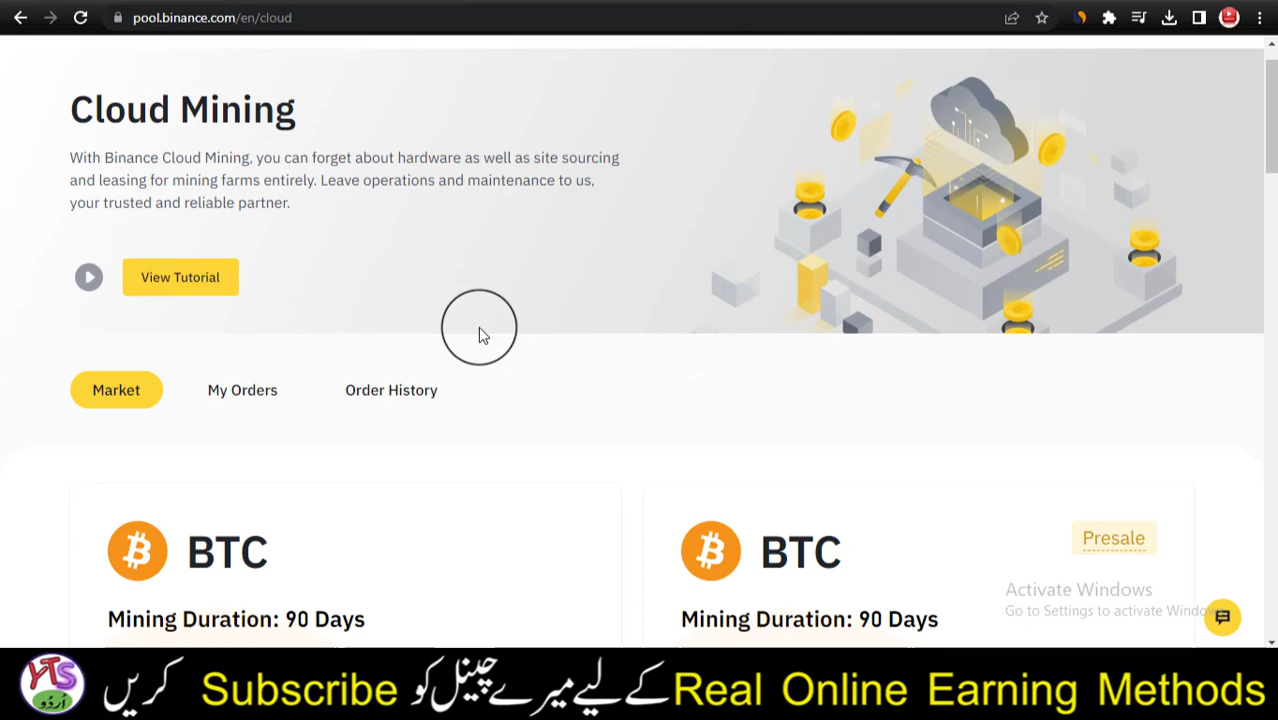 pool.binance.com/en/cloud
Cloud Mining
With Binance Cloud Mining, you can forget about hardware as well as site sourcing
and leasing for mining farms entirely. Leave operations and maintenance to us,
your trusted and reliable partner.
View Tutorial
Market My Orders Order History
BTC
Mining Duration: 90 Days
BTC
Presale
Mining Duration: 90 Days
Activate Windows
Go to Settings to activate Windows
YTS
اُردُو
Real Online Earning Methods کے لیے میرے چینل کو Subscribe کریں